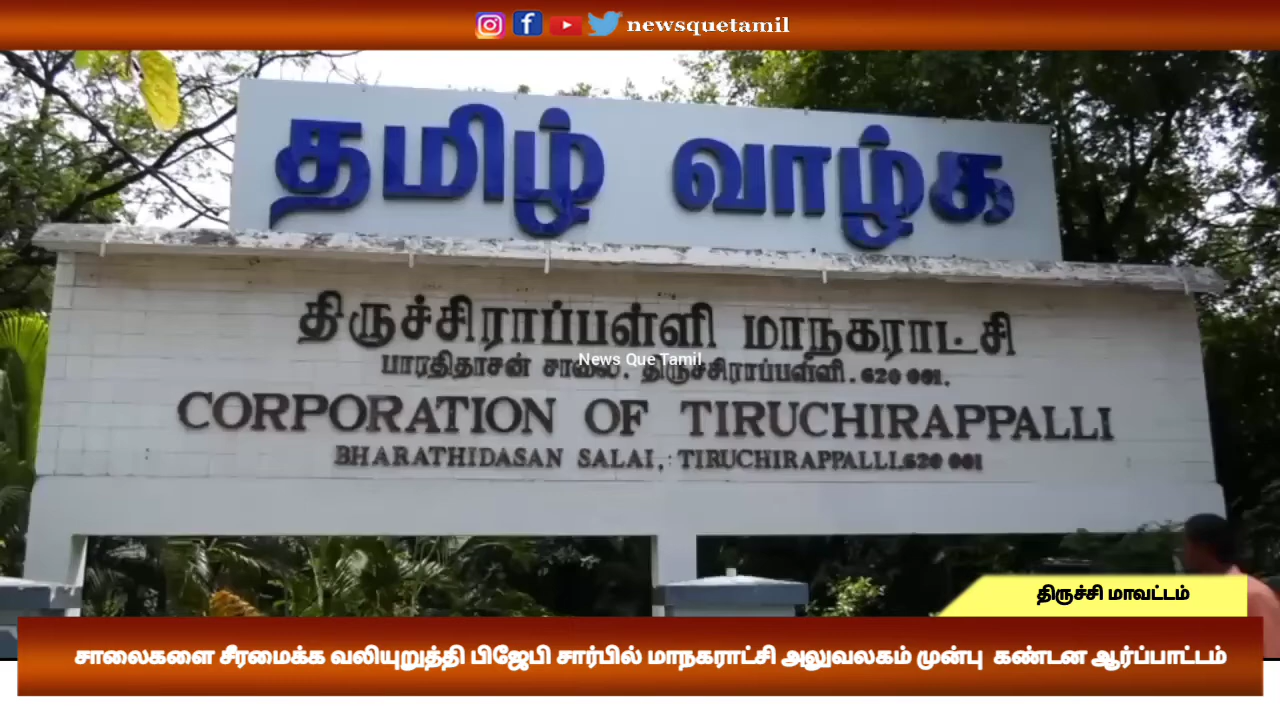 newsquetamil
தமிழ் வாழ்க
திருச்சிராப்பள்ளி மாநகராட்சி
பாரதிதாசன் சாலை. திருச்சிராப்பள்ளி. 620 001.
News Que Tamil
CORPORATION OF TIRUCHIRAPPALLI
BHARATHIDASAN SALAI, TIRUCHIRAPPALLI.620 001
திருச்சி மாவட்டம்
சாலைகளை சீரமைக்க வலியுறுத்தி பிஜேபி சார்பில் மாநகராட்சி அலுவலகம் முன்பு கண்டன ஆர்ப்பாட்டம்